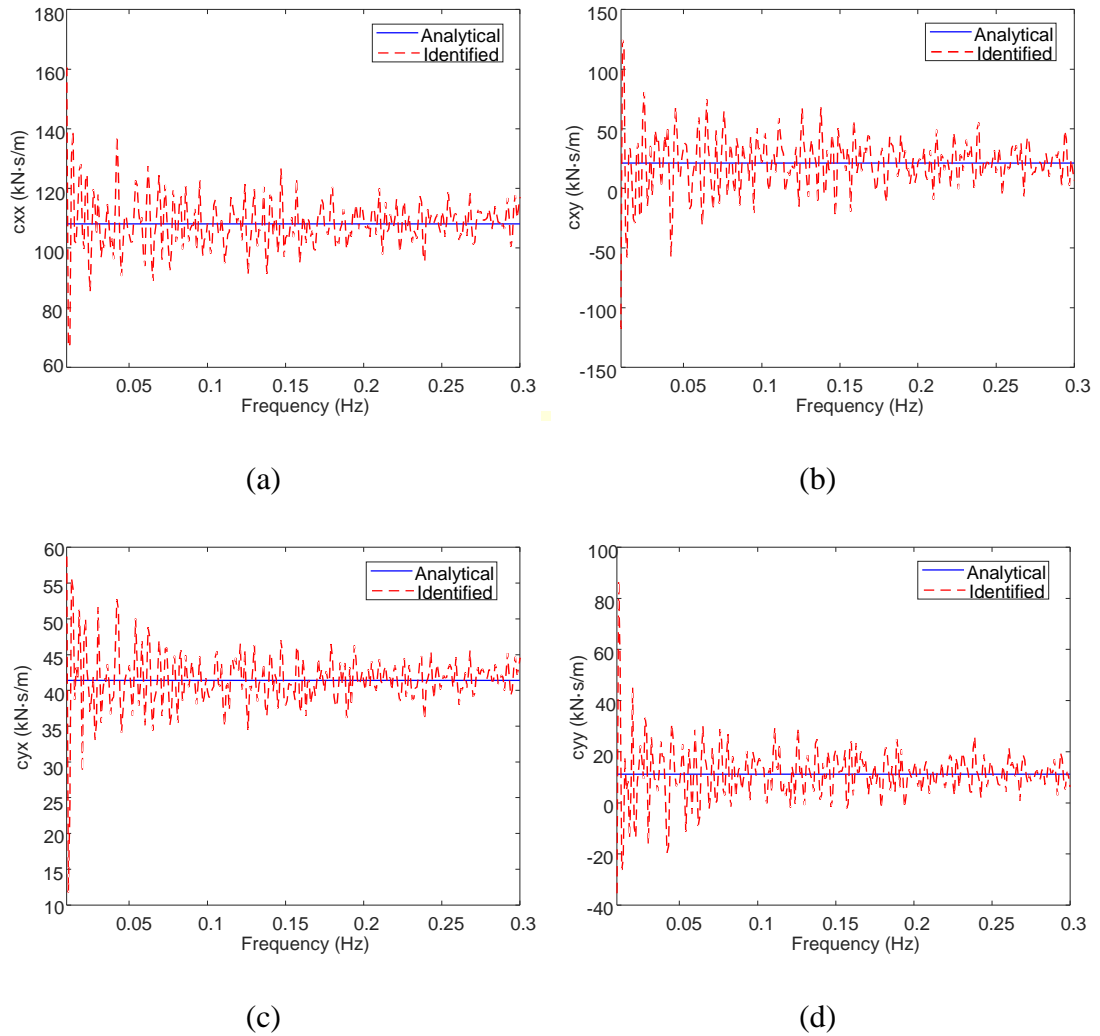 180
160
140
120
100
80
60
cxx (kN·s/m)
Analytical
Identified
0.05 0.1 0.15 0.2 0.25 0.3
Frequency (Hz)
(a)
150
100
50
0
-50
-100
-150
cxy (kN·s/m)
Analytical
Identified
0.05 0.1 0.15 0.2 0.25 0.3
Frequency (Hz)
(b)
60
55
50
45
40
35
30
25
20
15
10
cyx (kN·s/m)
Analytical
Identified
0.05 0.1 0.15 0.2 0.25 0.3
Frequency (Hz)
(c)
100
80
60
40
20
0
-20
-40
cyy (kN·s/m)
Analytical
Identified
0.05 0.1 0.15 0.2 0.25 0.3
Frequency (Hz)
(d)